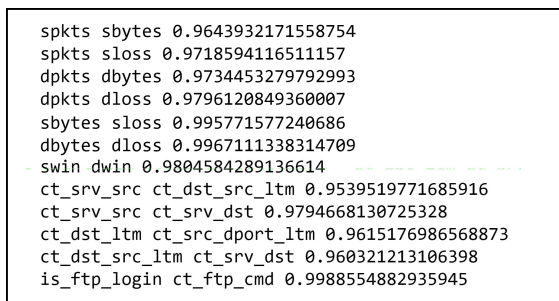 spkts sbytes 0.9643932171558754
spkts sloss 0.9718594116511157
dpkts dbytes 0.9734453279792993
dpkts dloss 0.9796120849360007
sbytes sloss 0.995771577240686
dbytes dloss 0.9967111338314709
swin dwin 0.9804584289136614
ct_srv_src ct_dst_src_ltm 0.9539519771685916
ct_srv_src ct_srv_dst 0.9794668130725328
ct_dst_ltm ct_src_dport_ltm 0.9615176986568873
ct_dst_src_ltm ct_srv_dst 0.960321213106398
is_ftp_login ct_ftp_cmd 0.9988554882935945